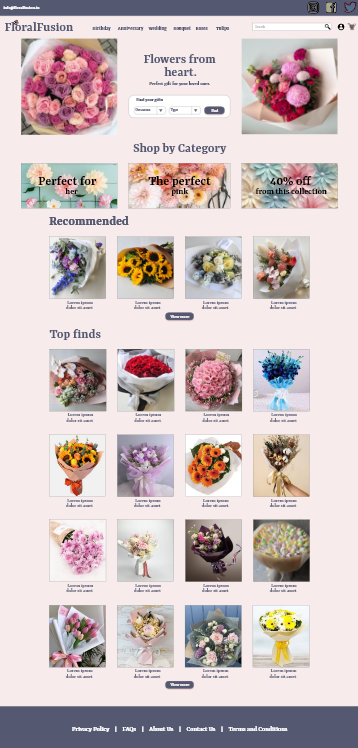 info@floralfusion.in
FloralFusion
Birthday Anniversary Wedding Bouquet Roses Tulips
Search
Flowers from
heart.
Perfect gift for your loved ones.
Find your gifts
Occasion Type Find
Shop by Category
Perfect for
her
The perfect
pink
40% off
from this collection
Recommended
Lorem ipsum
dolor sit amet
Lorem ipsum
dolor sit amet
Lorem ipsum
dolor sit amet
Lorem ipsum
dolor sit amet
View more
Top finds
Lorem ipsum
dolor sit amet
Lorem ipsum
dolor sit amet
Lorem ipsum
dolor sit amet
Lorem ipsum
dolor sit amet
Lorem ipsum
dolor sit amet
Lorem ipsum
dolor sit amet
Lorem ipsum
dolor sit amet
Lorem ipsum
dolor sit amet
Lorem ipsum
dolor sit amet
Lorem ipsum
dolor sit amet
Lorem ipsum
dolor sit amet
Lorem ipsum
dolor sit amet
Lorem ipsum
dolor sit amet
Lorem ipsum
dolor sit amet
Lorem ipsum
dolor sit amet
Lorem ipsum
dolor sit amet
View more
Privacy Policy | FAQs | About Us | Contact Us | Terms and Conditions